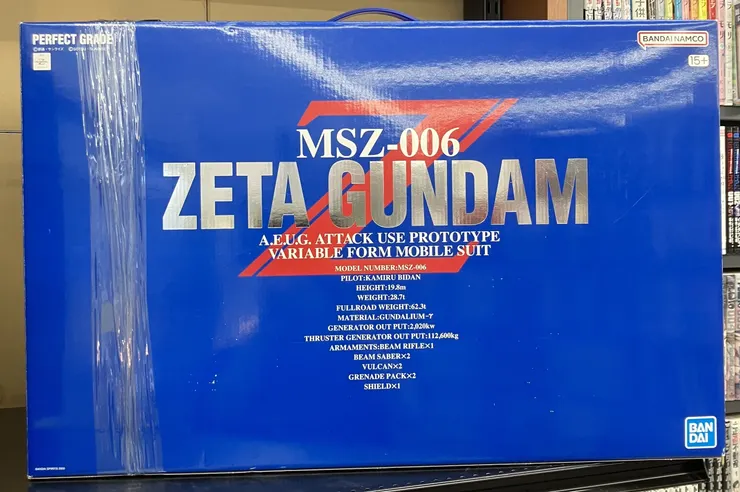 PERFECT GRADE
BANDAI NAMCO
15+
MSZ-006
ZETA GUNDAM
A.E.U.G. ATTACK USE PROTOTYPE
VARIABLE FORM MOBILE SUIT
MODEL NUMBER:MSZ-006
PILOT:KAMIRU BIDAN
HEIGHT:19.8m
WEIGHT:28.7t
FULLROAD WEIGHT:62.3t
MATERIAL:GUNDALIUM-γ
GENERATOR OUT PUT:2,020kw
THRUSTER GENERATOR OUT PUT:112,600kg
ARMAMENTS:BEAM RIFLE×1
BEAM SABER×2
VULCAN×2
GRENADE PACK×2
SHIELD×1
BAN
DAI